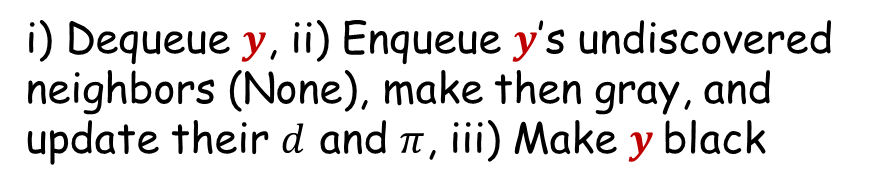 i) Dequeue y, ii) Enqueue y's undiscovered
neighbors (None), make then gray, and
update their d and π, iii) Make y black